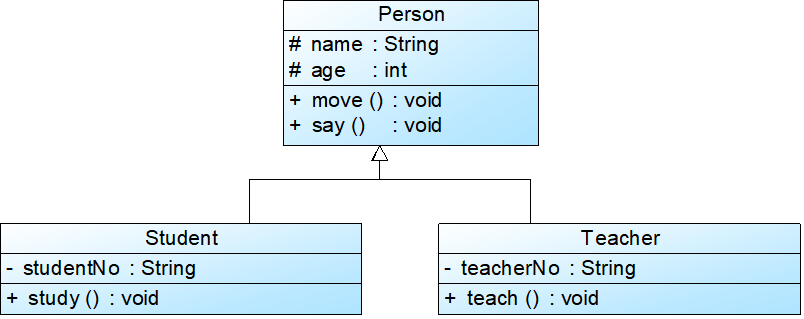 Person
# name : String
# age : int
+ move () : void
+ say () : void
Student
- studentNo : String
+ study () : void
Teacher
- teacherNo : String
+ teach () : void